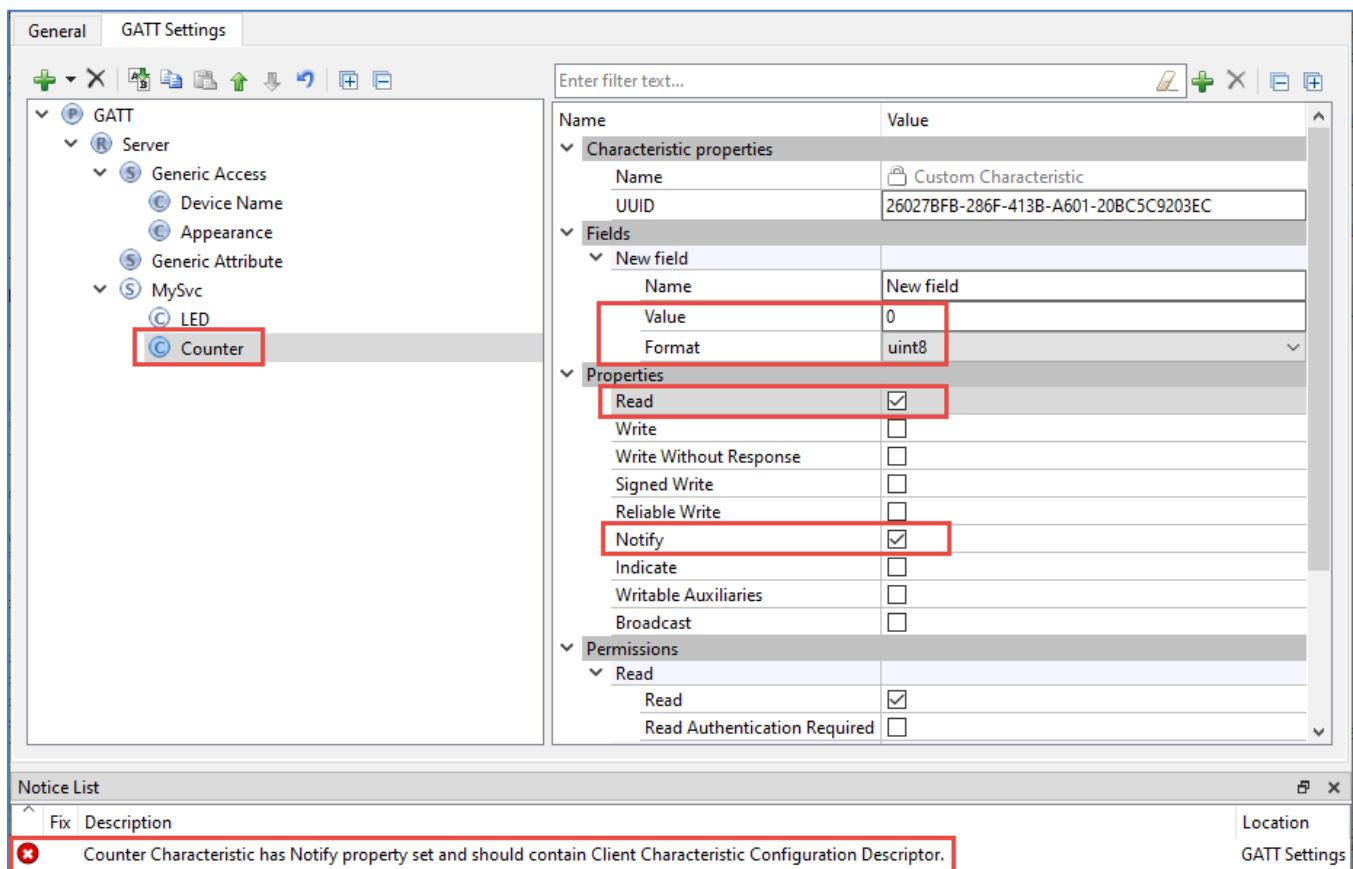 General GATT Settings
Enter filter text...
GATT
Server
Generic Access
Device Name
Appearance
Generic Attribute
MySvc
LED
Counter
Name Value
Characteristic properties
Name Custom Characteristic
UUID 26027BFB-286F-413B-A601-20BC5C9203EC
Fields
New field
Name New field
Value 0
Format uint8
Properties
Read
Write
Write Without Response
Signed Write
Reliable Write
Notify
Indicate
Writable Auxiliaries
Broadcast
Permissions
Read
Read
Read Authentication Required
Notice List
Fix Description Location
Counter Characteristic has Notify property set and should contain Client Characteristic Configuration Descriptor. GATT Settings